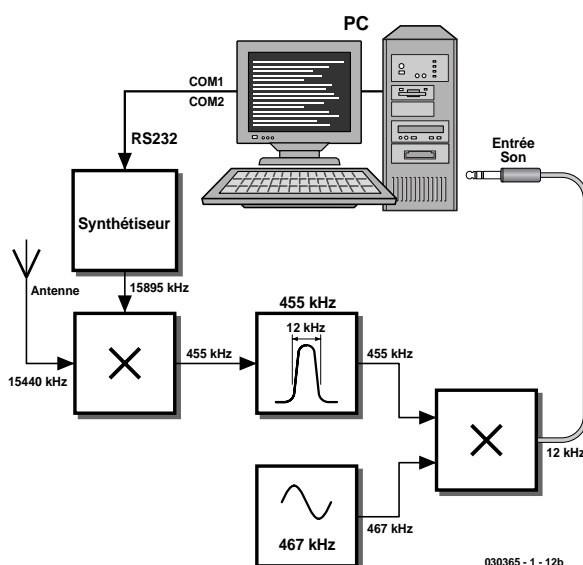 PC
COM1
COM2
RS232
Entrée
Son
Synthétiseur
Antenne
15895 kHz
455 kHz
12 kHz
455 kHz
455 kHz
15440 kHz
12 kHz
467 kHz
467 kHz
030365 - 1 - 12b